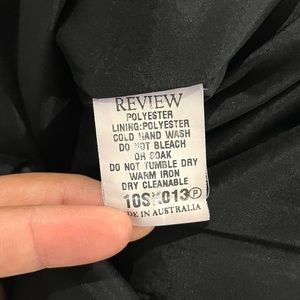 REVIEW
POLYESTER
LINING:POLYESTER
COLD HAND WASH
DO NOT BLEACH
OR SOAK
DO NOT TUMBLE DRY
WARM IRON
DRY CLEANABLE
10SK013 Ⓟ
DE IN AUSTRALIA